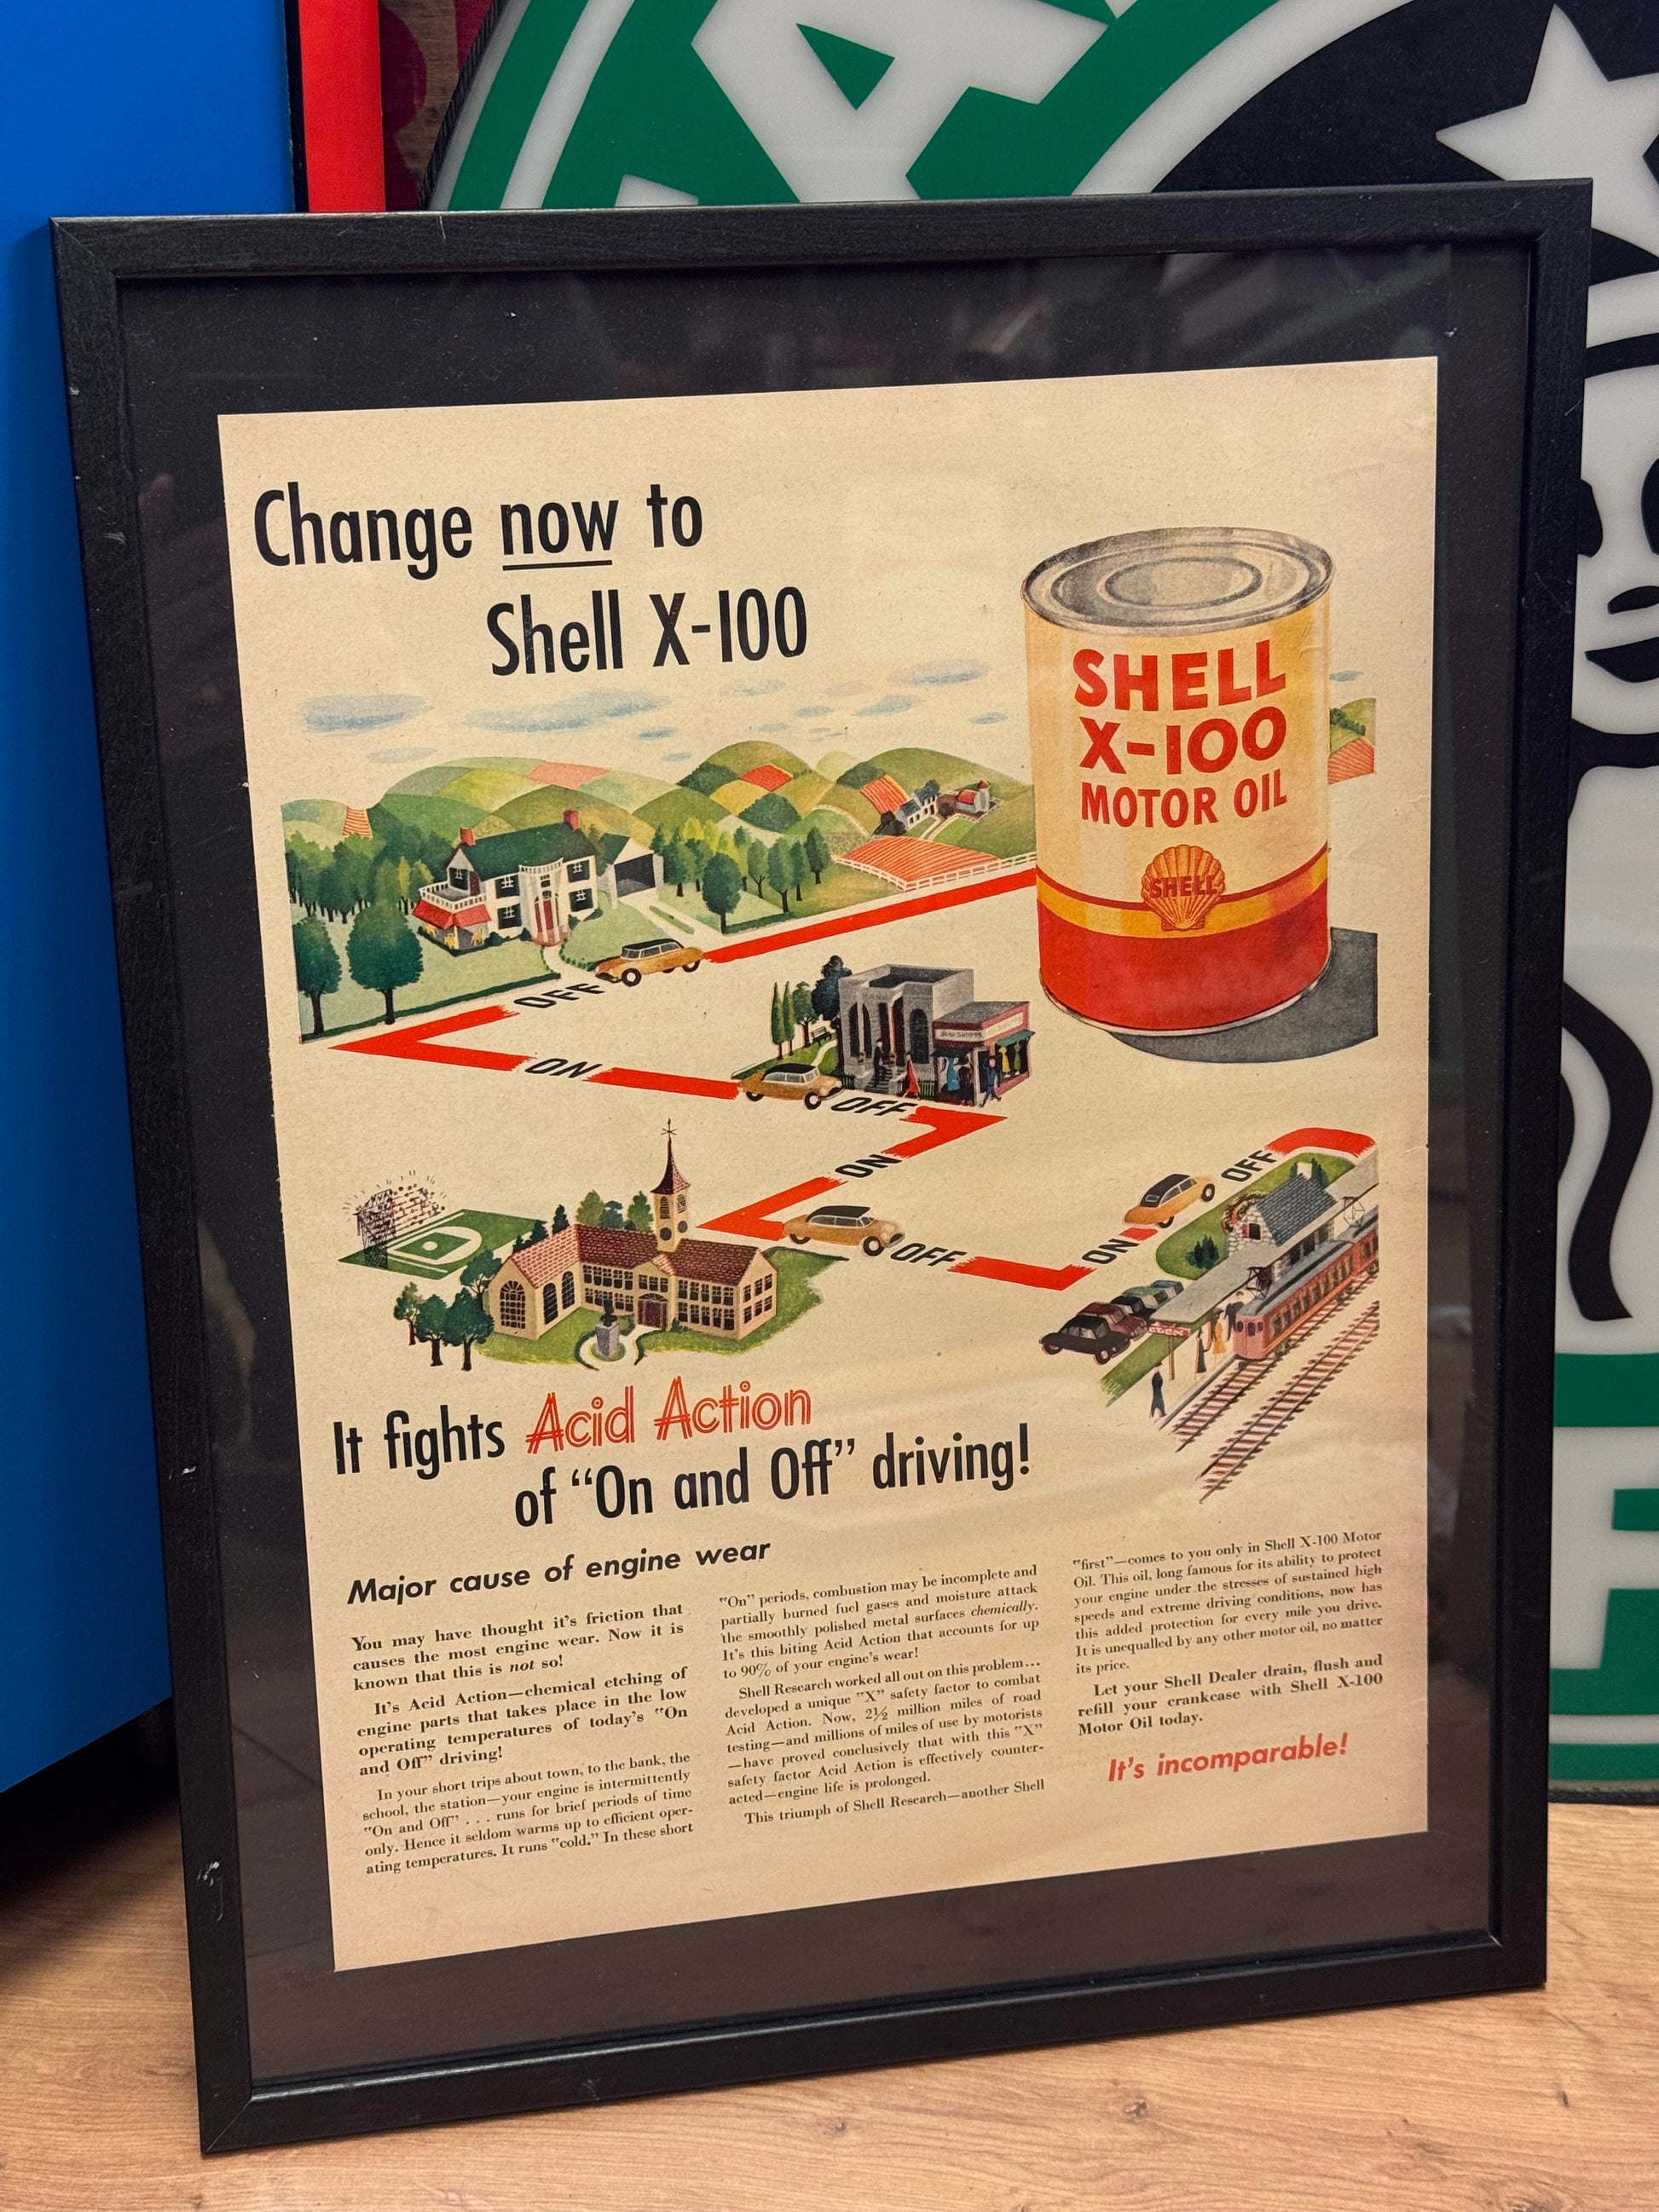 Change now to
Shell X-100
SHELL
X-100
MOTOR OIL
SHELL
OFF
ON
OFF
ON
OFF
ON
OFF
It fights Acid Action
of “On and Off” driving!
Major cause of engine wear
You may have thought it's friction that
causes the most engine wear. Now it is
known that this is not so!
It's Acid Action—chemical etching of
engine parts that takes place in the low
operating temperatures of today's "On
and Off" driving!
In your short trips about town, to the bank, the
school, the station—your engine is intermittently
"On and Off" . . . runs for brief periods of time
only. Hence it seldom warms up to efficient oper-
ating temperatures. It runs "cold." In these short
"On" periods, combustion may be incomplete and
partially burned fuel gases and moisture attack
the smoothly polished metal surfaces chemically.
It's this biting Acid Action that accounts for up
to 90% of your engine's wear!
Shell Research worked all out on this problem...
developed a unique "X" safety factor to combat
Acid Action. Now, 2½ million miles of road
testing—and millions of miles of use by motorists
—have proved conclusively that with this "X"
safety factor Acid Action is effectively counter-
acted—engine life is prolonged.
This triumph of Shell Research—another Shell
"first"—comes to you only in Shell X-100 Motor
Oil. This oil, long famous for its ability to protect
your engine under the stresses of sustained high
speeds and extreme driving conditions, now has
this added protection for every mile you drive.
It is unequalled by any other motor oil, no matter
its price.
Let your Shell Dealer drain, flush and
refill your crankcase with Shell X-100
Motor Oil today.
It's incomparable!